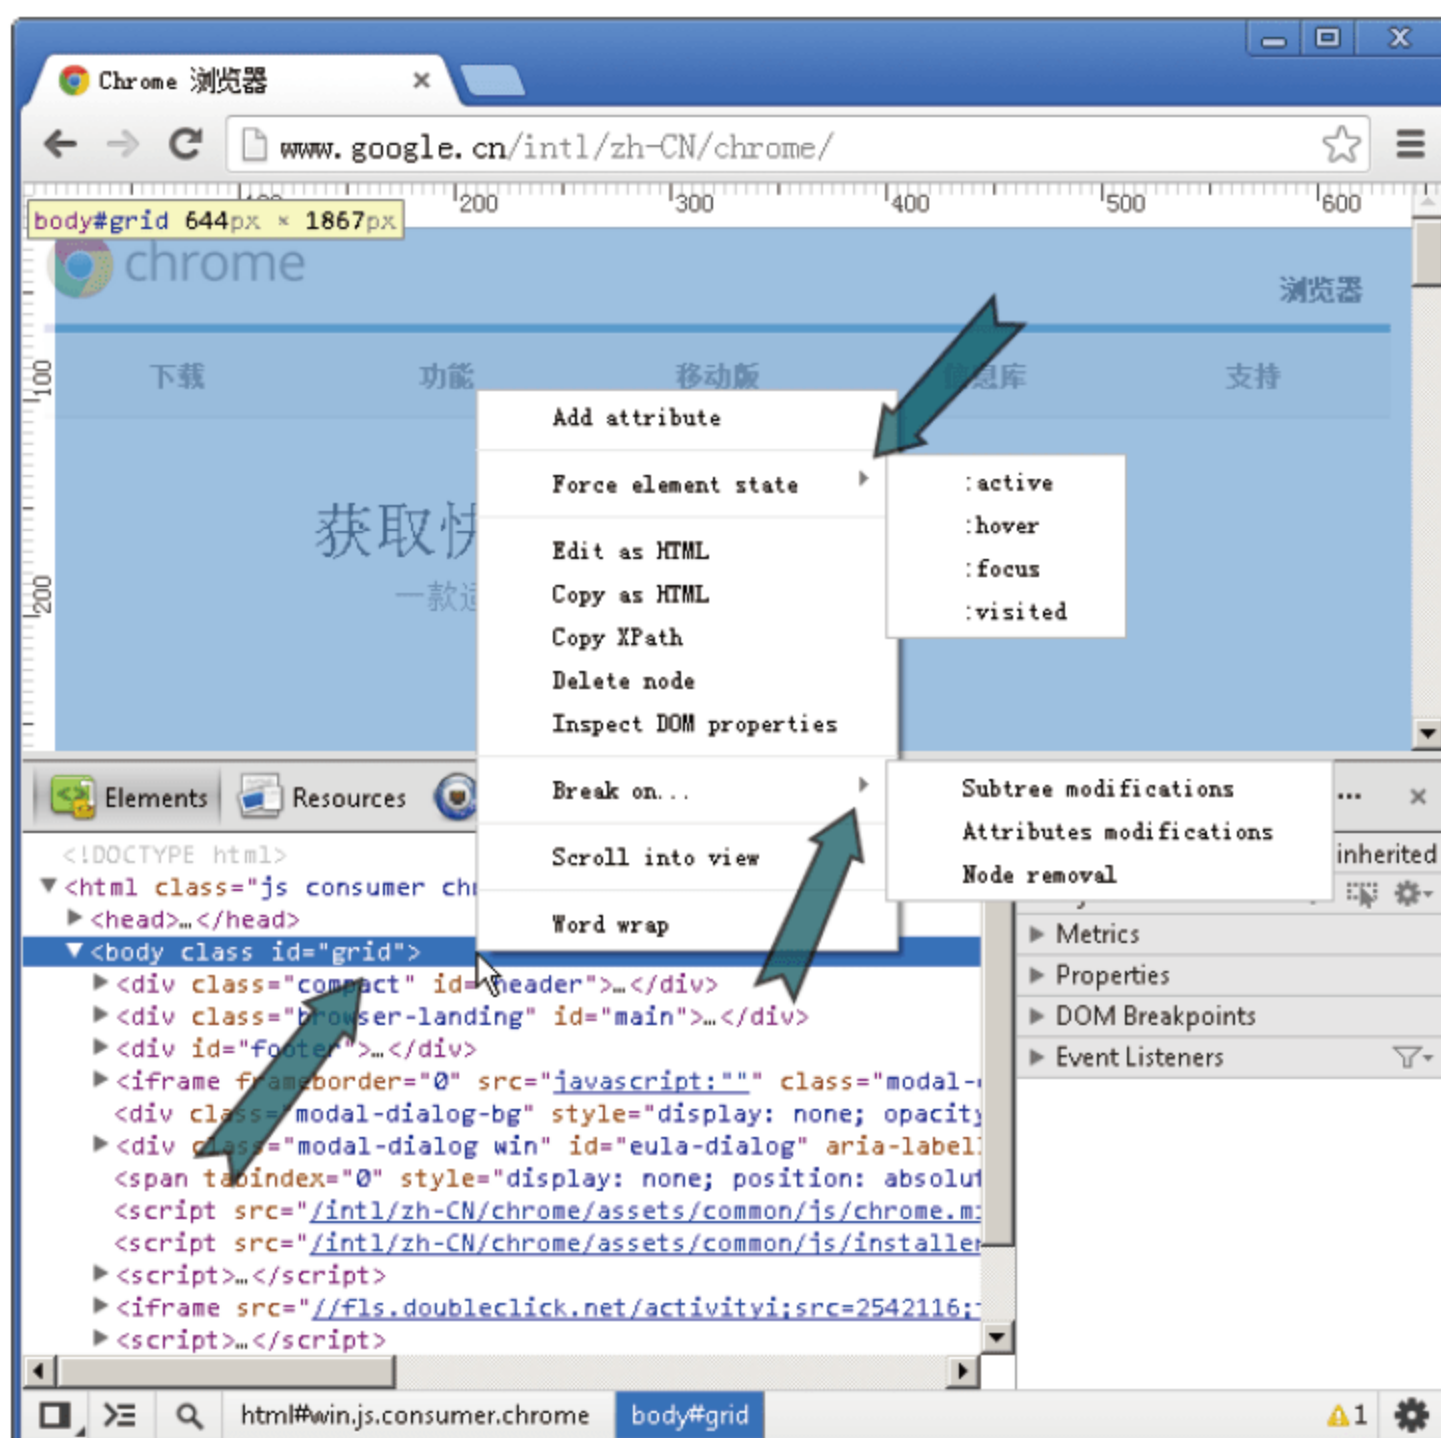 Chrome 浏览器
www.google.cn/intl/zh-CN/chrome/
200 300 400 500 600
body#grid 644px × 1867px
chrome
浏览器
100
下载 功能 移动版 信息库 支持
Add attribute
Force element state
:active
:hover
:focus
:visited
获取快
200
一款适
Edit as HTML
Copy as HTML
Copy XPath
Delete node
Inspect DOM properties
Break on...
Subtree modifications
Attributes modifications
Node removal
Scroll into view
Word wrap
Elements Resources
inherited
<!DOCTYPE html>
<html class="js consumer ch
<head>…</head>
<body class id="grid">
<div class="compact" id="header">…</div>
<div class="browser-landing" id="main">…</div>
<div id="footer">…</div>
<iframe frameborder="0" src="javascript:""" class="modal-
<div class="modal-dialog-bg" style="display: none; opacity
<div class="modal-dialog win" id="eula-dialog" aria-label
<span tabindex="0" style="display: none; position: absolut
<script src="/intl/zh-CN/chrome/assets/common/js/chrome.m
<script src="/intl/zh-CN/chrome/assets/common/js/installer
<script>…</script>
<iframe src="//fls.doubleclick.net/activityi;src=2542116;
<script>…</script>
Metrics
Properties
DOM Breakpoints
Event Listeners
html#win.js.consumer.chrome body#grid 1